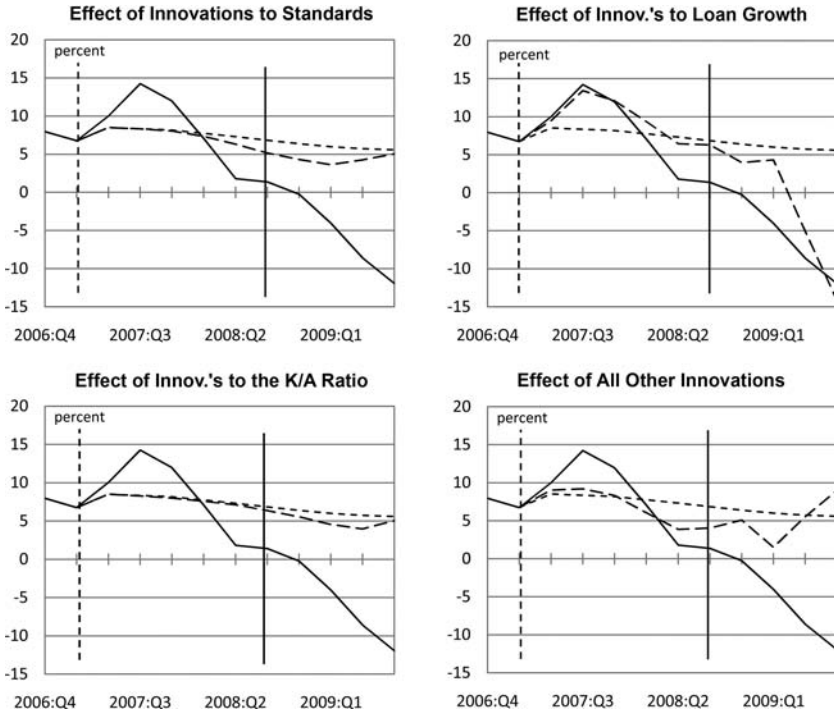 Effect of Innovations to Standards
20
percent
15
10
5
0
-5
-10
-15
2006:Q4 2007:Q3 2008:Q2 2009:Q1
Effect of Innov.'s to Loan Growth
20
percent
15
10
5
0
-5
-10
-15
2006:Q4 2007:Q3 2008:Q2 2009:Q1
Effect of Innov.'s to the K/A Ratio
20
percent
15
10
5
0
-5
-10
-15
2006:Q4 2007:Q3 2008:Q2 2009:Q1
Effect of All Other Innovations
20
percent
15
10
5
0
-5
-10
-15
2006:Q4 2007:Q3 2008:Q2 2009:Q1